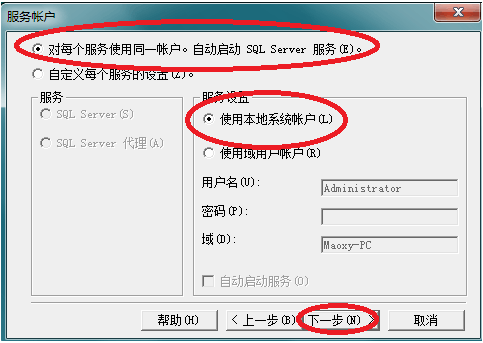 服务帐户
对每个服务使用同一帐户。自动启动 SQL Server 服务(E)。
自定义每个服务的设置(Z)。
服务
SQL Server(S)
SQL Server 代理(A)
服务设置
使用本地系统帐户(L)
使用域用户帐户(R)
用户名(U):
Administrator
密码(P):
域(D):
Maoxy-PC
自动启动服务(O)
帮助(H)
< 上一步(B)
下一步(N) >
取消